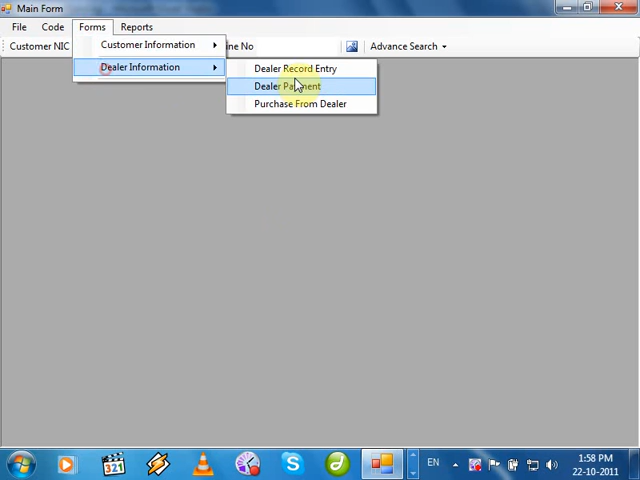 Main Form
File Code Forms Reports
Customer NIC ine No Advance Search
Customer Information
Dealer Information
Dealer Record Entry
Dealer Payment
Purchase From Dealer
321
EN
1:58 PM
22-10-2011